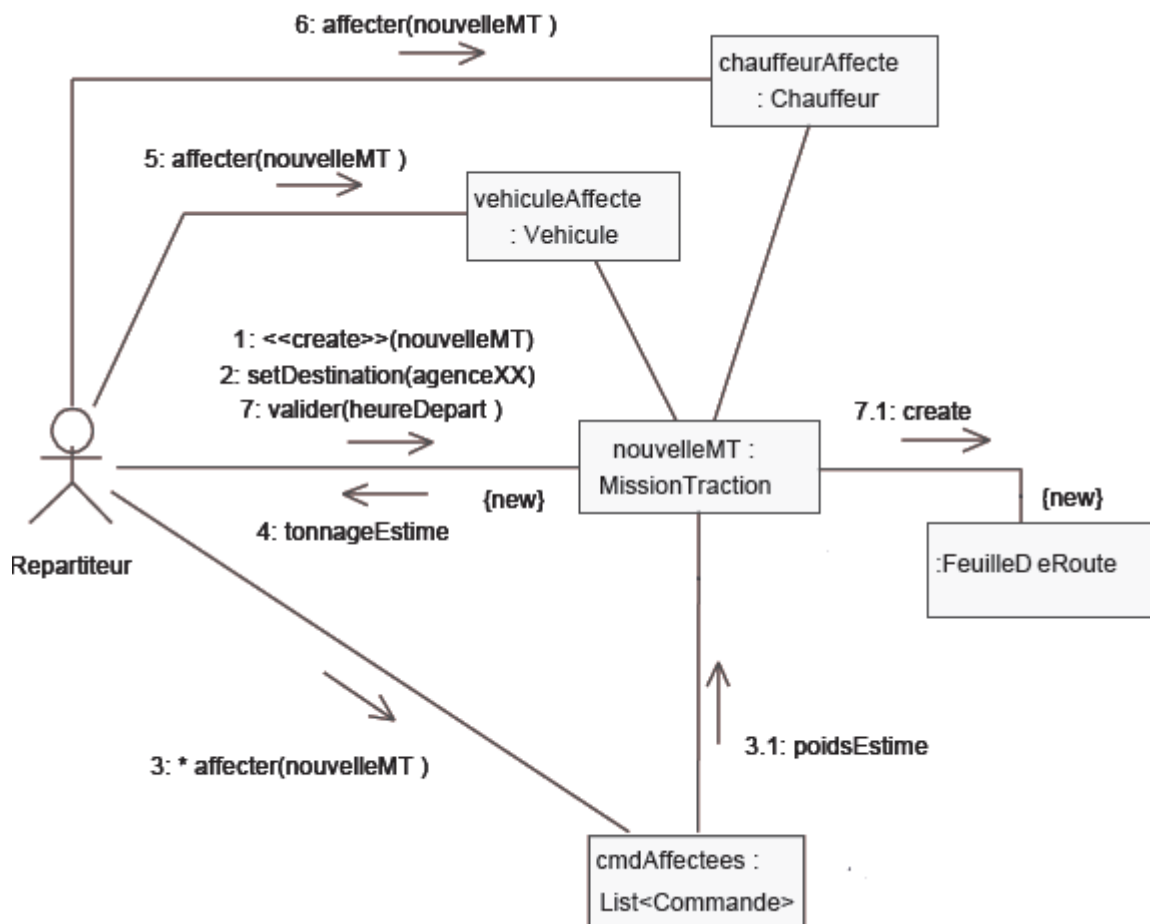 6: affecter(nouvelleMT )
chauffeurAffecte
: Chauffeur
5: affecter(nouvelleMT )
vehiculeAffecte
: Vehicule
1: <<create>>(nouvelleMT)
2: setDestination(agenceXX)
7: valider(heureDepart )
7.1: create
nouvelleMT :
MissionTraction
{new}
{new}
4: tonnageEstime
:FeuilleD eRoute
Repartiteur
3.1: poidsEstime
3: * affecter(nouvelleMT )
cmdAffectees :
List<Commande>